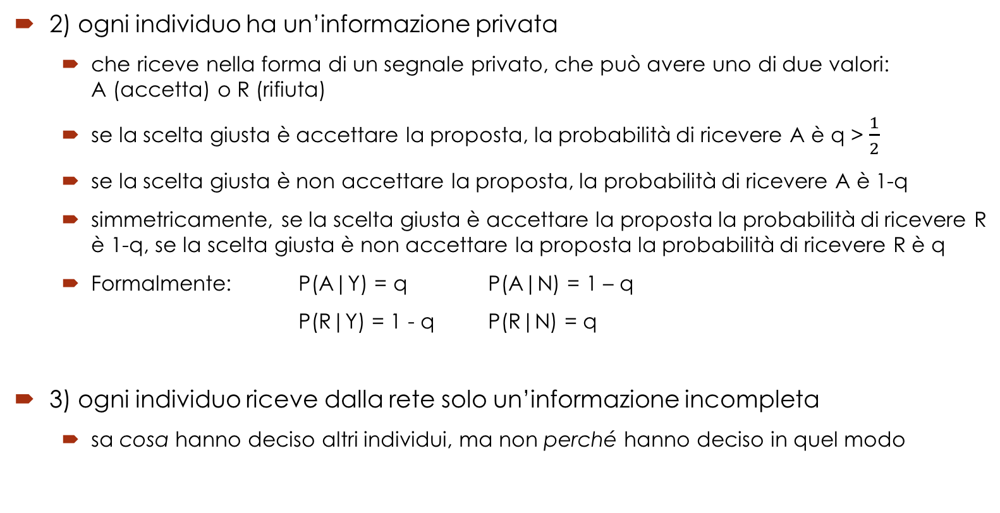 2) ogni individuo ha un’informazione privata
che riceve nella forma di un segnale privato, che può avere uno di due valori:
A (accetta) o R (rifiuta)
se la scelta giusta è accettare la proposta, la probabilità di ricevere A è q > 1/2
se la scelta giusta è non accettare la proposta, la probabilità di ricevere A è 1-q
simmetricamente, se la scelta giusta è accettare la proposta la probabilità di ricevere R
è 1-q, se la scelta giusta è non accettare la proposta la probabilità di ricevere R è q
Formalmente: P(A|Y) = q P(A|N) = 1 – q
P(R|Y) = 1 - q P(R|N) = q
3) ogni individuo riceve dalla rete solo un’informazione incompleta
sa cosa hanno deciso altri individui, ma non perché hanno deciso in quel modo